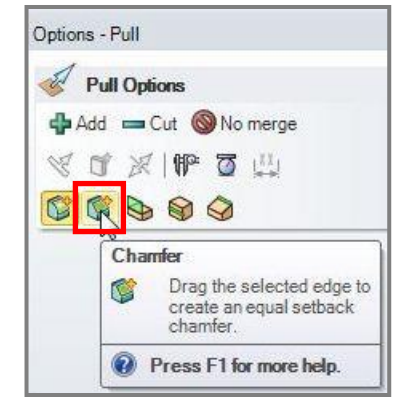 Options - Pull
Pull Options
Add Cut No merge
Chamfer
Drag the selected edge to
create an equal setback
chamfer.
Press F1 for more help.